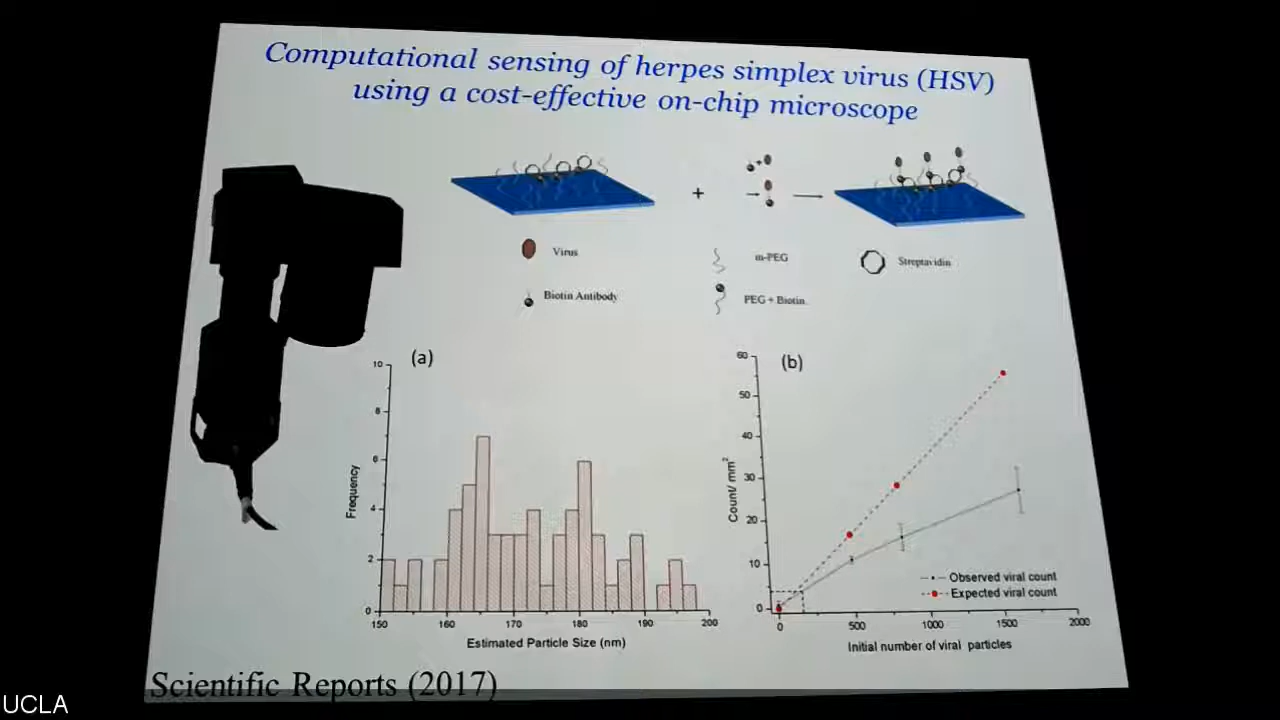 Computational sensing of herpes simplex virus (HSV)
using a cost-effective on-chip microscope
+
Virus
m-PEG
Streptavidin
Biotin Antibody
PEG + Biotin
(a)
10
8
6
4
2
0
Frequency
150 160 170 180 190 200
Estimated Particle Size (nm)
(b)
60
50
40
30
20
10
0
Count/ mm²
Observed viral count
Expected viral count
0 500 1000 1500 2000
Initial number of viral particles
Scientific Reports (2017)
UCLA